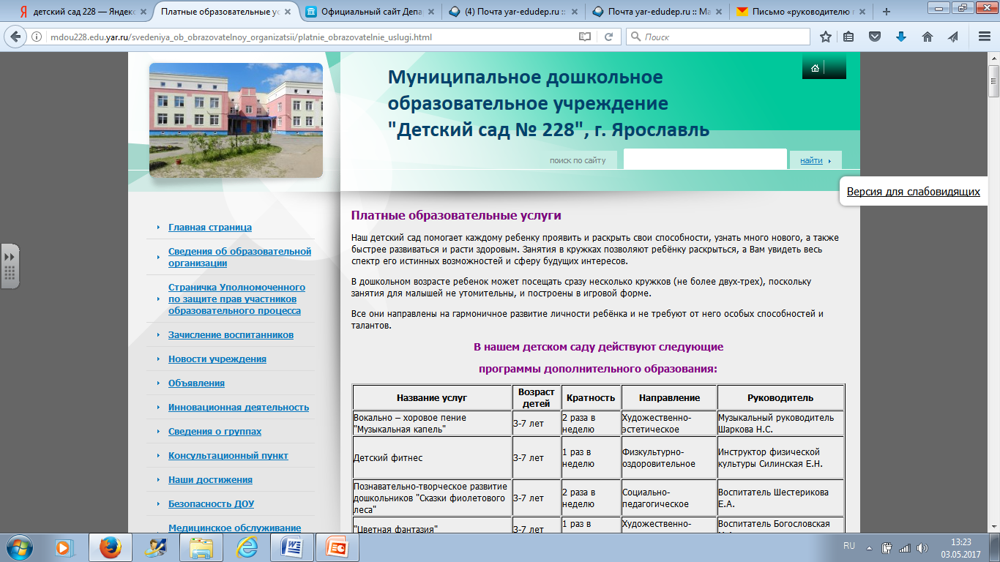 детский сад 228 — Яндекс
Платные образовательные ус
Официальный сайт Депа
(4) Почта yar-edudep.ru ::
Почта yar-edudep.ru :: Ма
Письмо «руководителю
mdou228.edu.yar.ru/svedeniya_ob_obrazovatelnoy_organizatsii/platnie_obrazovatelnie_uslugi.html
Поиск
Муниципальное дошкольное
образовательное учреждение
"Детский сад № 228", г. Ярославль
поиск по сайту
найти
Версия для слабовидящих
Главная страница
Сведения об образовательной
организации
Страничка Уполномоченного
по защите прав участников
образовательного процесса
Зачисление воспитанников
Новости учреждения
Объявления
Инновационная деятельность
Сведения о группах
Консультационный пункт
Наши достижения
Безопасность ДОУ
Медицинское обслуживание
Платные образовательные услуги
Наш детский сад помогает каждому ребенку проявить и раскрыть свои способности, узнать много нового, а также
быстрее развиваться и расти здоровым. Занятия в кружках позволяют ребёнку раскрыться, а Вам увидеть весь
спектр его истинных возможностей и сферу будущих интересов.
В дошкольном возрасте ребенок может посещать сразу несколько кружков (не более двух-трех), поскольку
занятия для малышей не утомительны, и построены в игровой форме.
Все они направлены на гармоничное развитие личности ребёнка и не требуют от него особых способностей и
талантов.
В нашем детском саду действуют следующие
программы дополнительного образования:
Название услуг
Возраст
детей
Кратность
Направление
Руководитель
Вокально – хоровое пение
"Музыкальная капель"
3-7 лет
2 раза в
неделю
Художественно-
эстетическое
Музыкальный руководитель
Шаркова Н.С.
Детский фитнес
3-7 лет
1 раз в
неделю
Физкультурно-
оздоровительное
Инструктор физической
культуры Силинская Е.Н.
Познавательно-творческое развитие
дошкольников "Сказки фиолетового
леса"
3-7 лет
2 раза в
неделю
Социально-
педагогическое
Воспитатель Шестерикова
Е.А.
"Цветная фантазия"
3-7 лет
1 раз в
Художественно-
Воспитатель Богословская
RU
13:23
03.05.2017